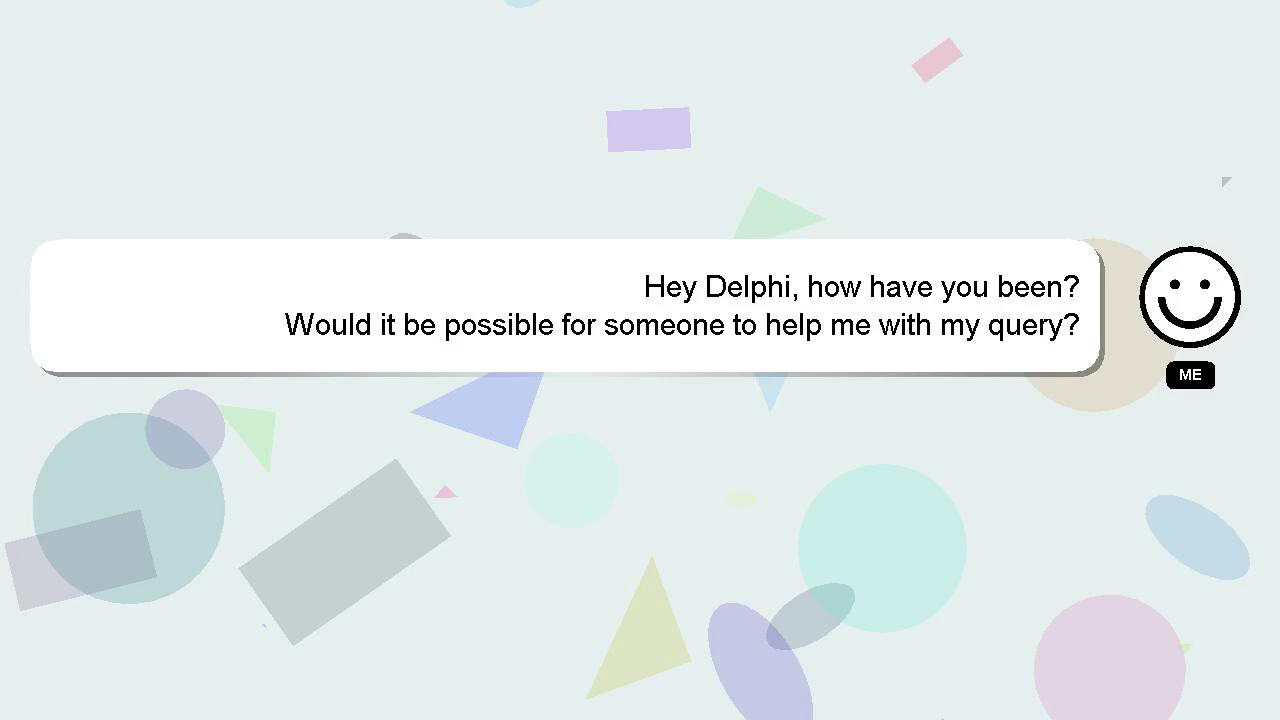 Hey Delphi, how have you been?
Would it be possible for someone to help me with my query?
ME